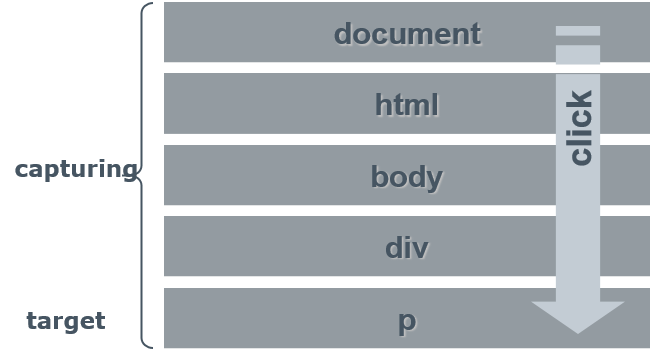 document
html
click
capturing
body
div
target
p